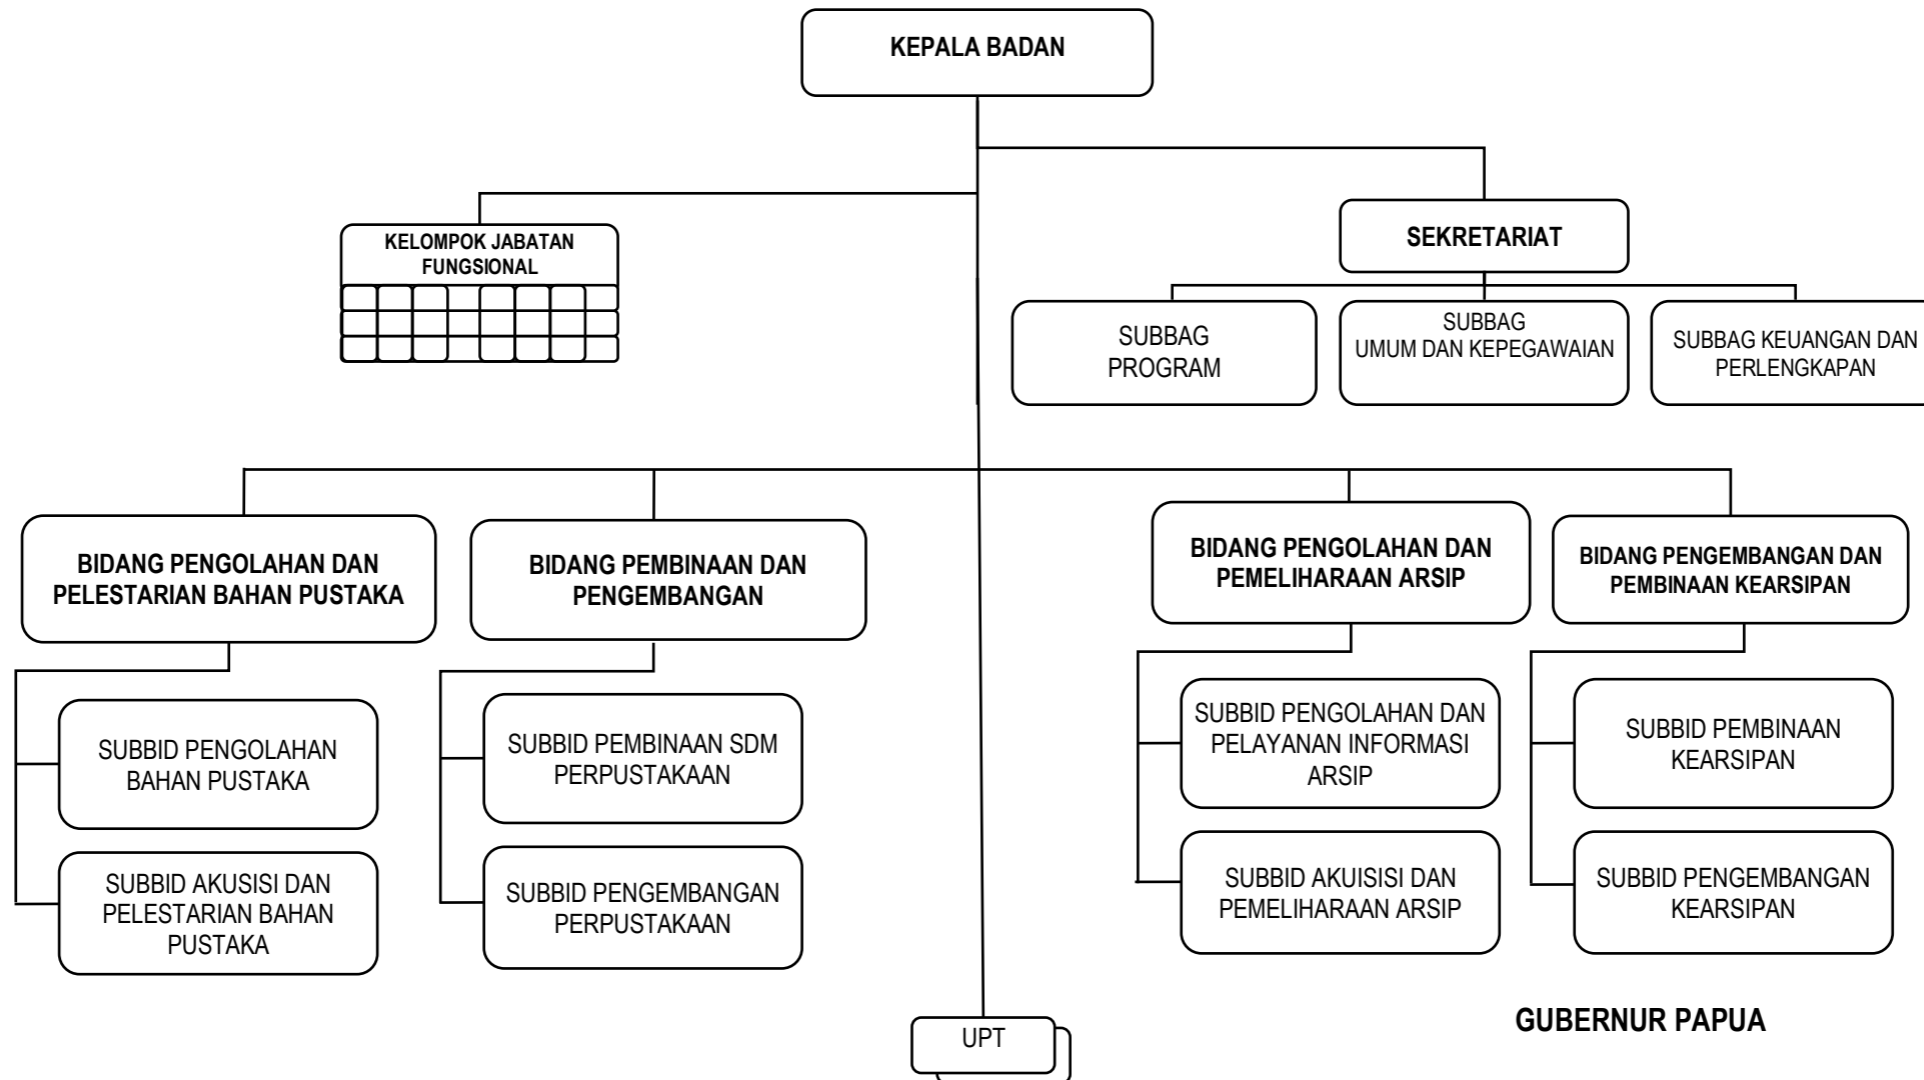 KEPALA BADAN
KELOMPOK JABATAN
FUNGSIONAL
SEKRETARIAT
SUBBAG
PROGRAM
SUBBAG
UMUM DAN KEPEGAWAIAN
SUBBAG KEUANGAN DAN
PERLENGKAPAN
BIDANG PENGOLAHAN DAN
PELESTARIAN BAHAN PUSTAKA
BIDANG PEMBINAAN DAN
PENGEMBANGAN
BIDANG PENGOLAHAN DAN
PEMELIHARAAN ARSIP
BIDANG PENGEMBANGAN DAN
PEMBINAAN KEARSIPAN
SUBBID PENGOLAHAN
BAHAN PUSTAKA
SUBBID PEMBINAAN SDM
PERPUSTAKAAN
SUBBID PENGOLAHAN DAN
PELAYANAN INFORMASI
ARSIP
SUBBID PEMBINAAN
KEARSIPAN
SUBBID AKUSISI DAN
PELESTARIAN BAHAN
PUSTAKA
SUBBID PENGEMBANGAN
PERPUSTAKAAN
SUBBID AKUISISI DAN
PEMELIHARAAN ARSIP
SUBBID PENGEMBANGAN
KEARSIPAN
GUBERNUR PAPUA
UPT